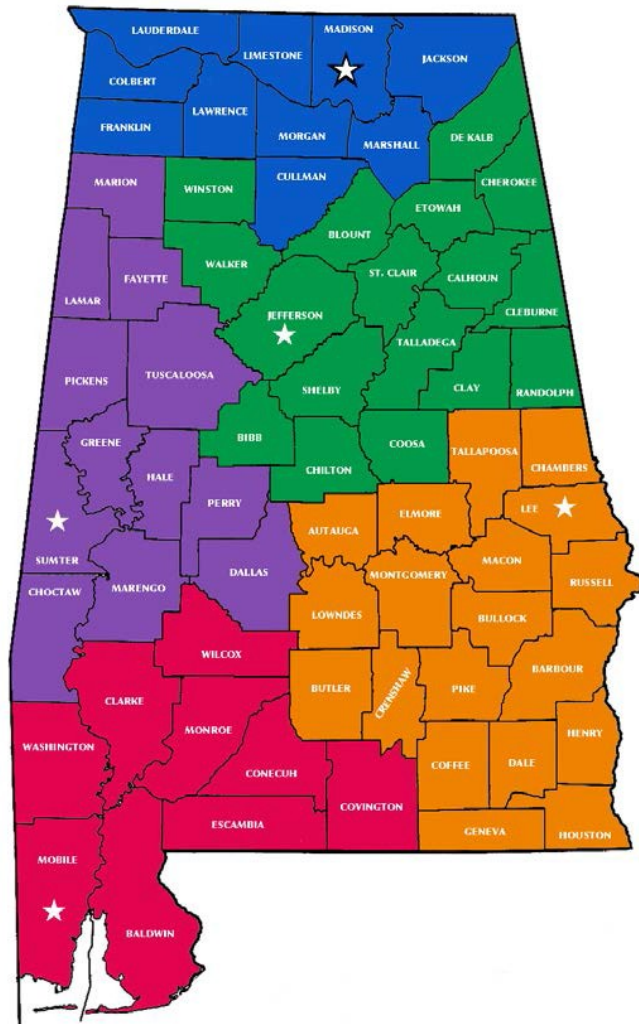 LAUDERDALE
LIMESTONE
MADISON
JACKSON
COLBERT
LAWRENCE
FRANKLIN
MORGAN
MARSHALL
DE KALB
CULLMAN
MARION
WINSTON
CHEROKEE
ETOWAH
BLOUNT
WALKER
ST. CLAIR
CALHOUN
FAYETTE
LAMAR
JEFFERSON
CLEBURNE
TALLADEGA
TUSCALOOSA
PICKENS
SHELBY
CLAY
RANDOLPH
GREENE
BIBB
COOSA
TALLAPOOSA
CHAMBERS
HALE
CHILTON
PERRY
ELMORE
LEE
AUTAUGA
SUMTER
MACON
DALLAS
MONTGOMERY
RUSSELL
CHOCTAW
MARENGO
LOWNDES
BULLOCK
WILCOX
BARBOUR
CLARKE
BUTLER
CRENSHAW
PIKE
MONROE
HENRY
WASHINGTON
CONECUH
COFFEE
DALE
COVINGTON
ESCAMBIA
GENEVA
HOUSTON
MOBILE
BALDWIN